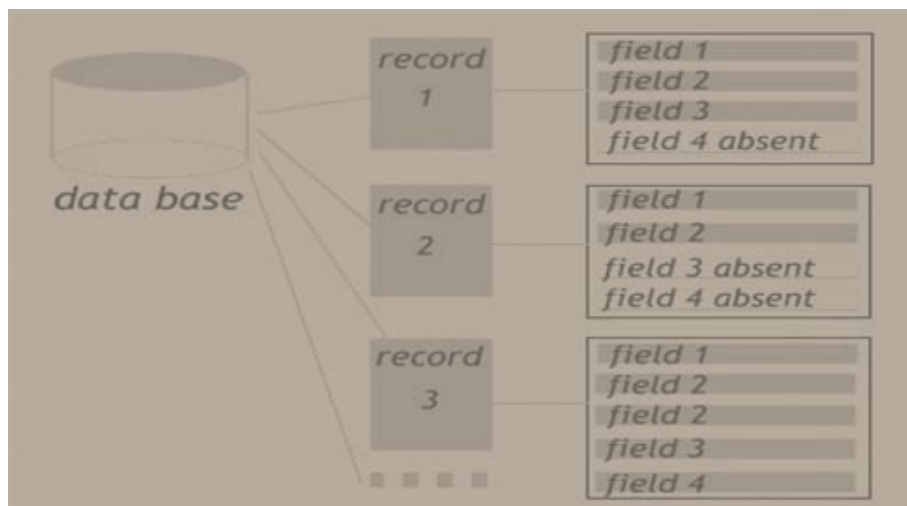 data base
record
1
field 1
field 2
field 3
field 4 absent
record
2
field 1
field 2
field 3 absent
field 4 absent
record
3
field 1
field 2
field 2
field 3
field 4